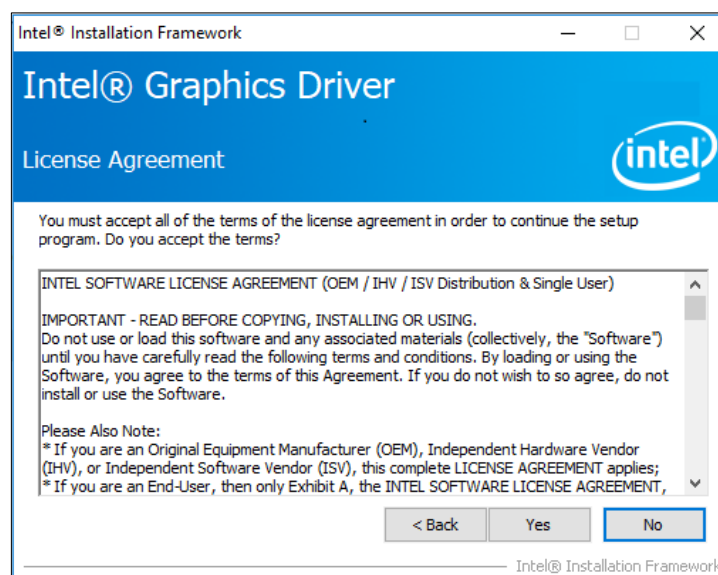 Intel® Installation Framework
Intel® Graphics Driver
License Agreement
intel
You must accept all of the terms of the license agreement in order to continue the setup
program. Do you accept the terms?
INTEL SOFTWARE LICENSE AGREEMENT (OEM / IHV / ISV Distribution & Single User)
IMPORTANT - READ BEFORE COPYING, INSTALLING OR USING.
Do not use or load this software and any associated materials (collectively, the "Software")
until you have carefully read the following terms and conditions. By loading or using the
Software, you agree to the terms of this Agreement. If you do not wish to so agree, do not
install or use the Software.
Please Also Note:
* If you are an Original Equipment Manufacturer (OEM), Independent Hardware Vendor
(IHV), or Independent Software Vendor (ISV), this complete LICENSE AGREEMENT applies;
* If you are an End-User, then only Exhibit A, the INTEL SOFTWARE LICENSE AGREEMENT,
< Back Yes No
Intel® Installation Framework